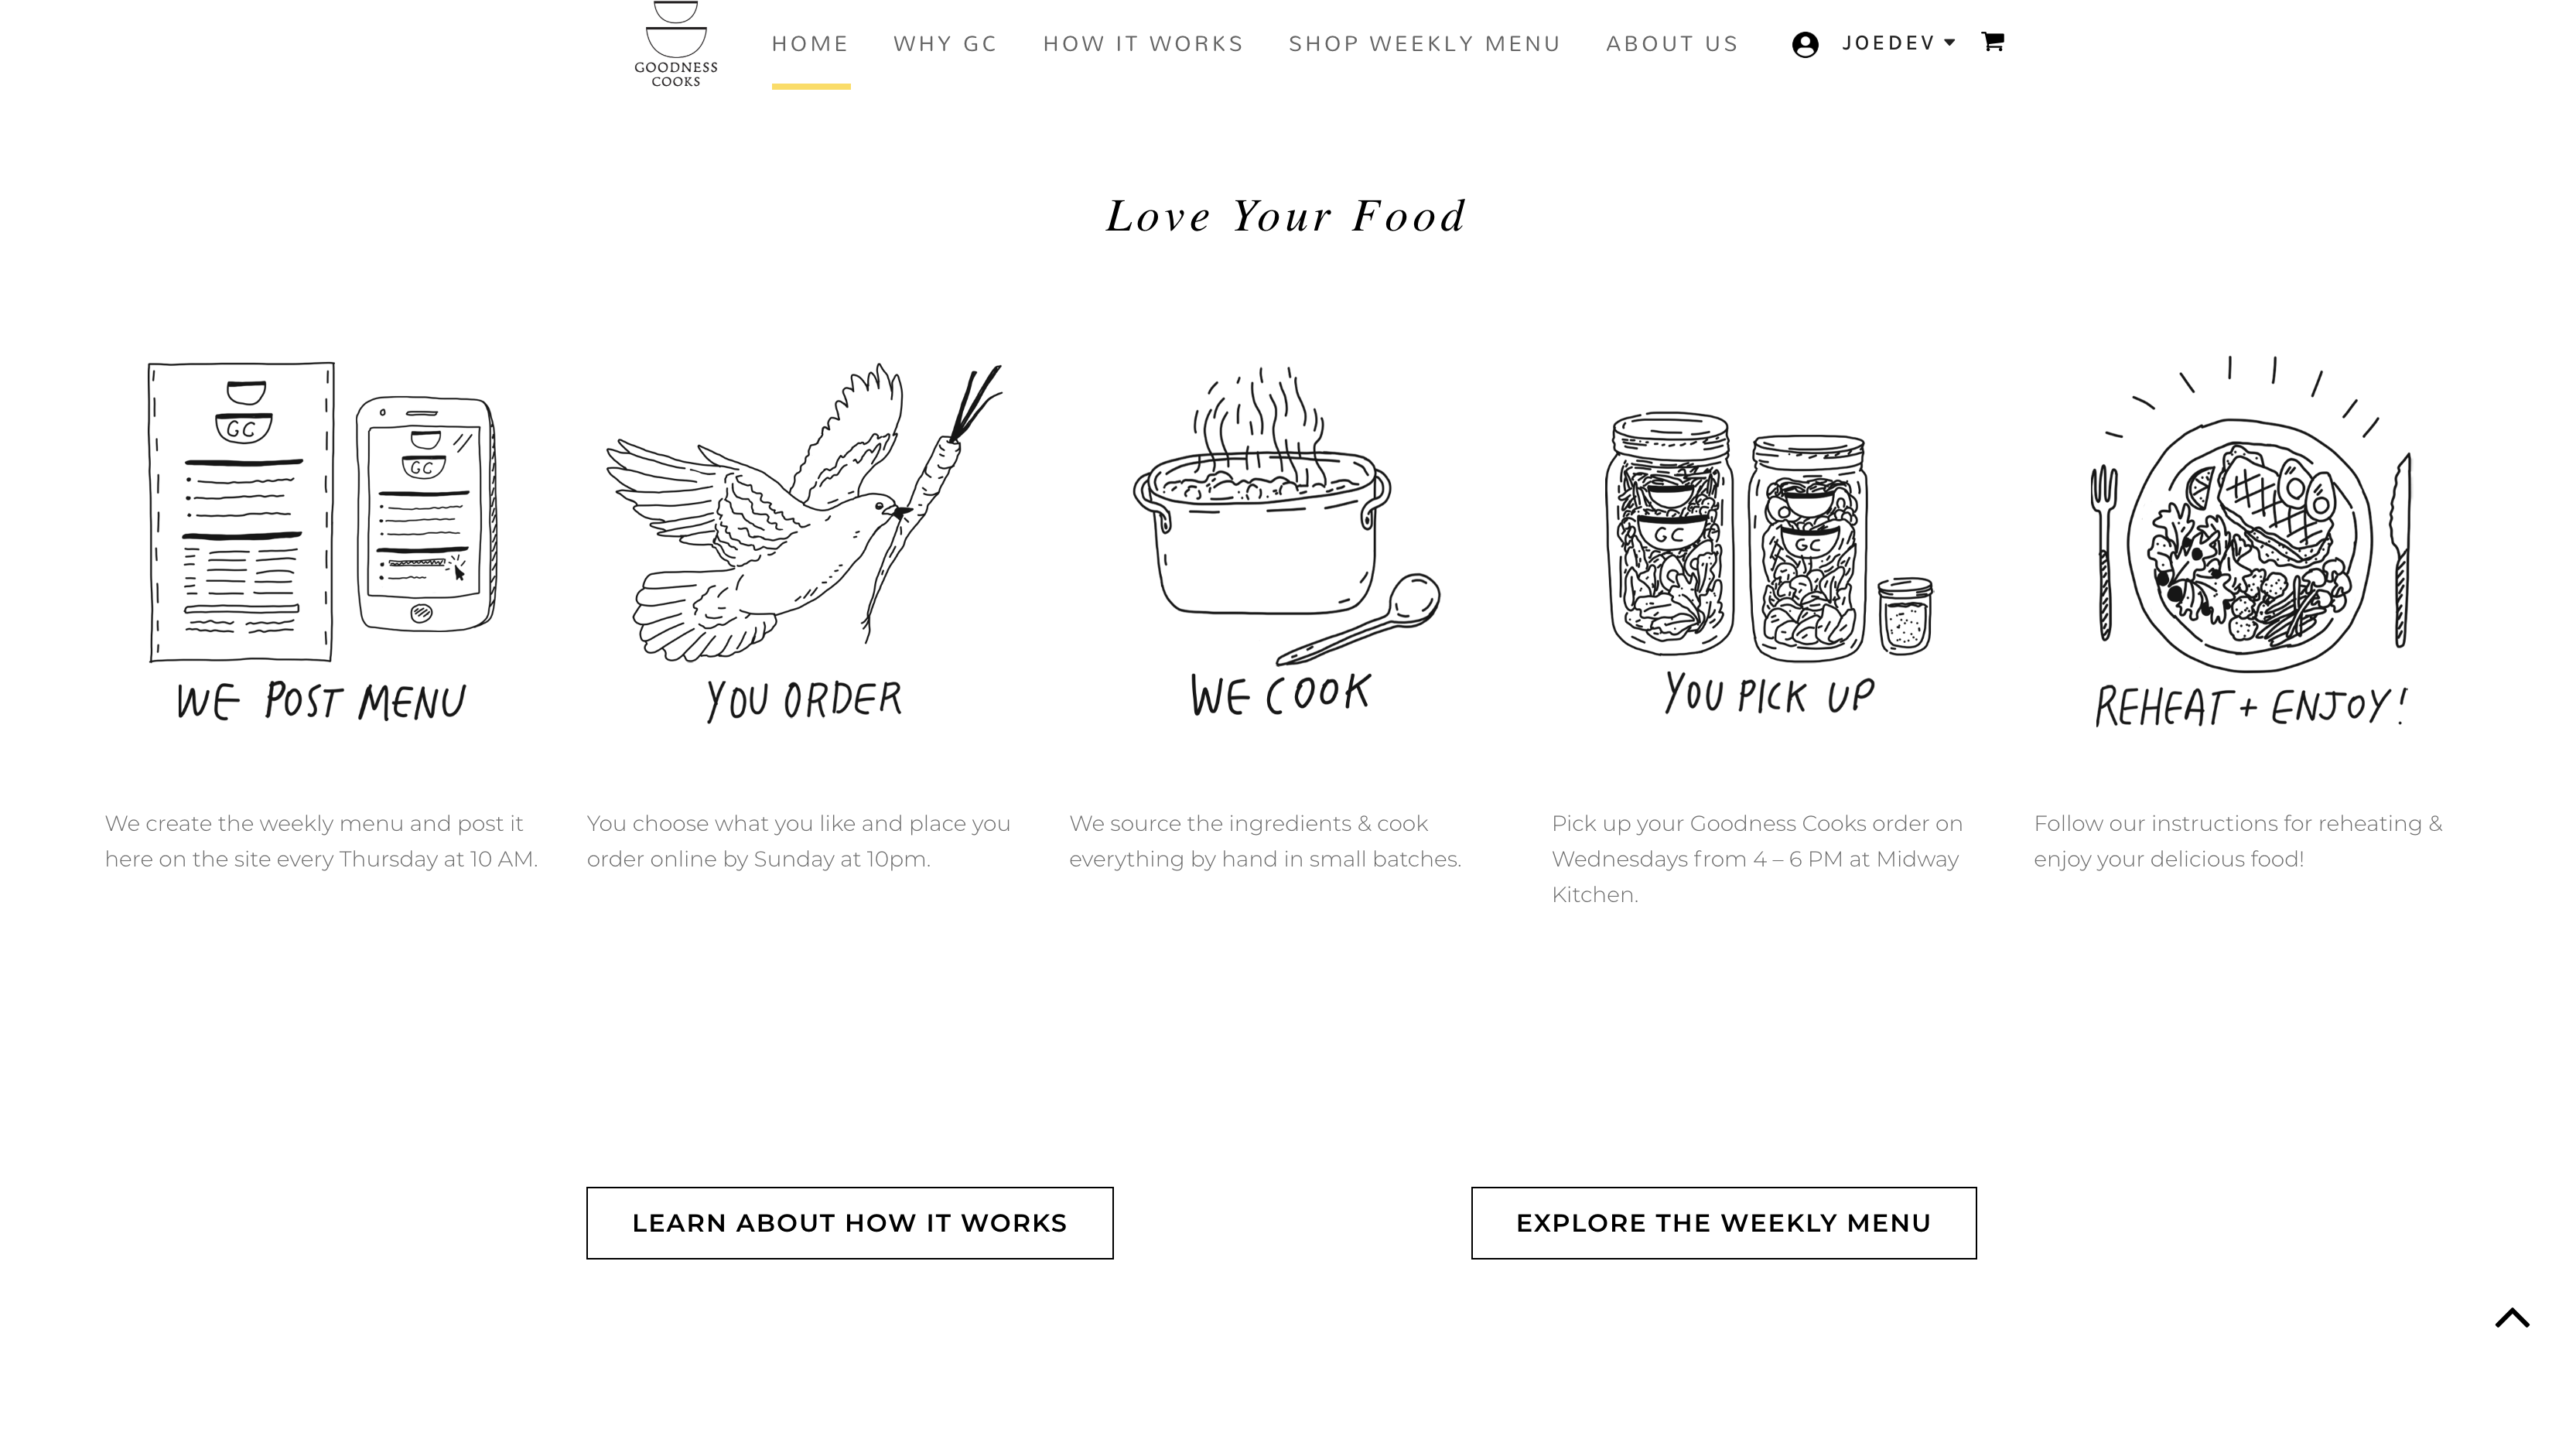 GOODNESS
COOKS
HOME
WHY GC
HOW IT WORKS
SHOP WEEKLY MENU
ABOUT US
JOEDEV
Love Your Food
GC
GC
WE POST MENU
YOU ORDER
WE COOK
GC
GC
YOU PICK UP
REHEAT + ENJOY!
We create the weekly menu and post it
here on the site every Thursday at 10 AM.
You choose what you like and place you
order online by Sunday at 10pm.
We source the ingredients & cook
everything by hand in small batches.
Pick up your Goodness Cooks order on
Wednesdays from 4 – 6 PM at Midway
Kitchen.
Follow our instructions for reheating &
enjoy your delicious food!
LEARN ABOUT HOW IT WORKS
EXPLORE THE WEEKLY MENU